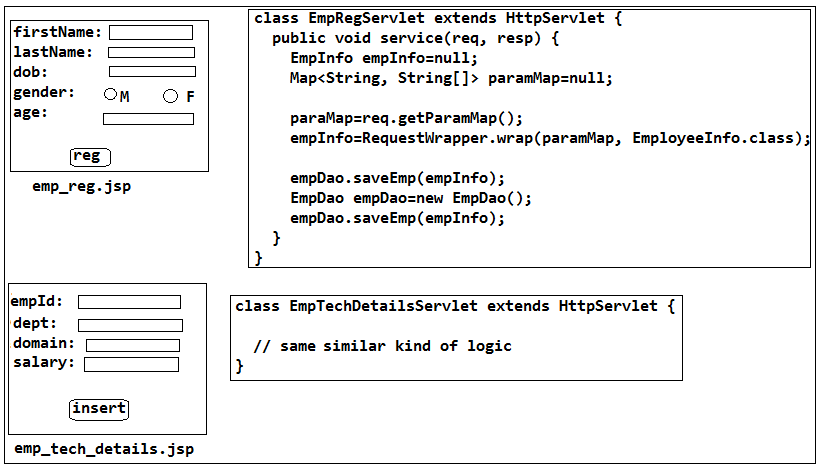 firstName:
lastName:
dob:
gender: M F
age:
reg
emp_reg.jsp
class EmpRegServlet extends HttpServlet {
public void service(req, resp) {
EmpInfo empInfo=null;
Map<String, String[]> paramMap=null;
paraMap=req.getParamMap();
empInfo=RequestWrapper.wrap(paramMap, EmployeeInfo.class);
empDao.saveEmp(empInfo);
EmpDao empDao=new EmpDao();
empDao.saveEmp(empInfo);
}
}
empId:
dept:
domain:
salary:
insert
emp_tech_details.jsp
class EmpTechDetailsServlet extends HttpServlet {
// same similar kind of logic
}